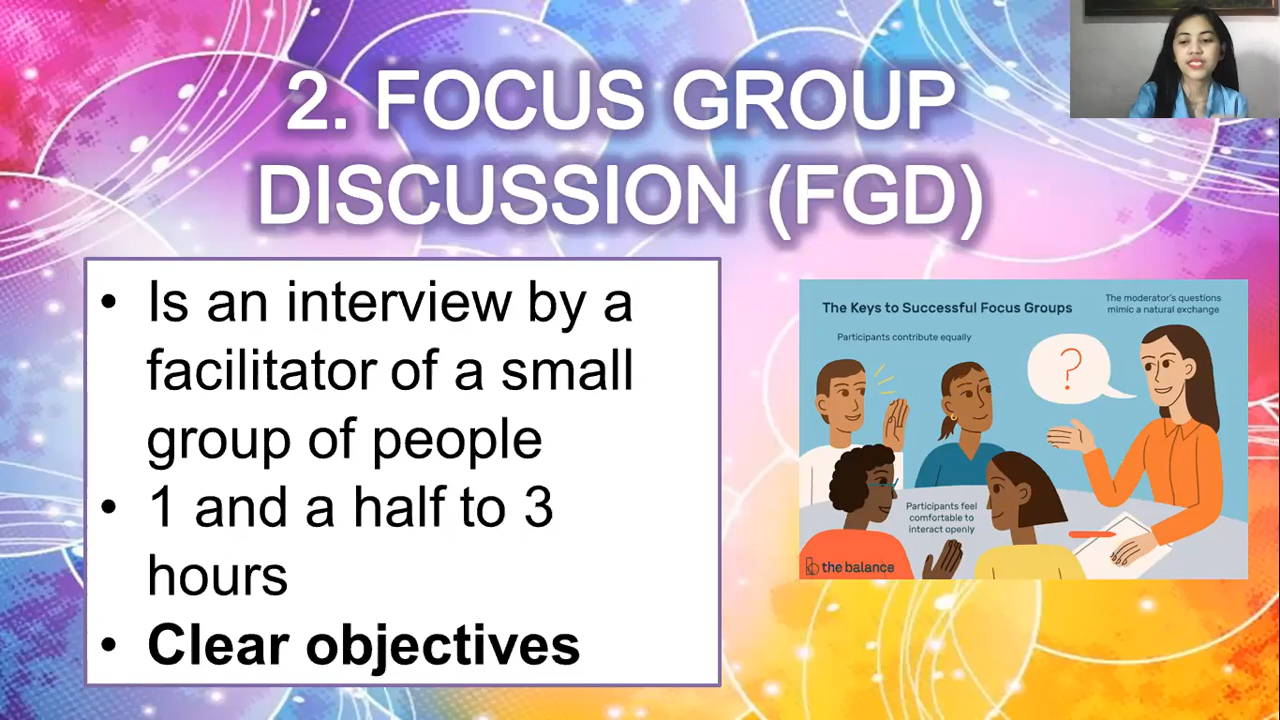 2. FOCUS GROUP
DISCUSSION (FGD)
• Is an interview by a
facilitator of a small
group of people
• 1 and a half to 3
hours
• Clear objectives
The Keys to Successful Focus Groups
The moderator's questions
mimic a natural exchange
Participants contribute equally
?
Participants feel
comfortable to
interact openly
the balance